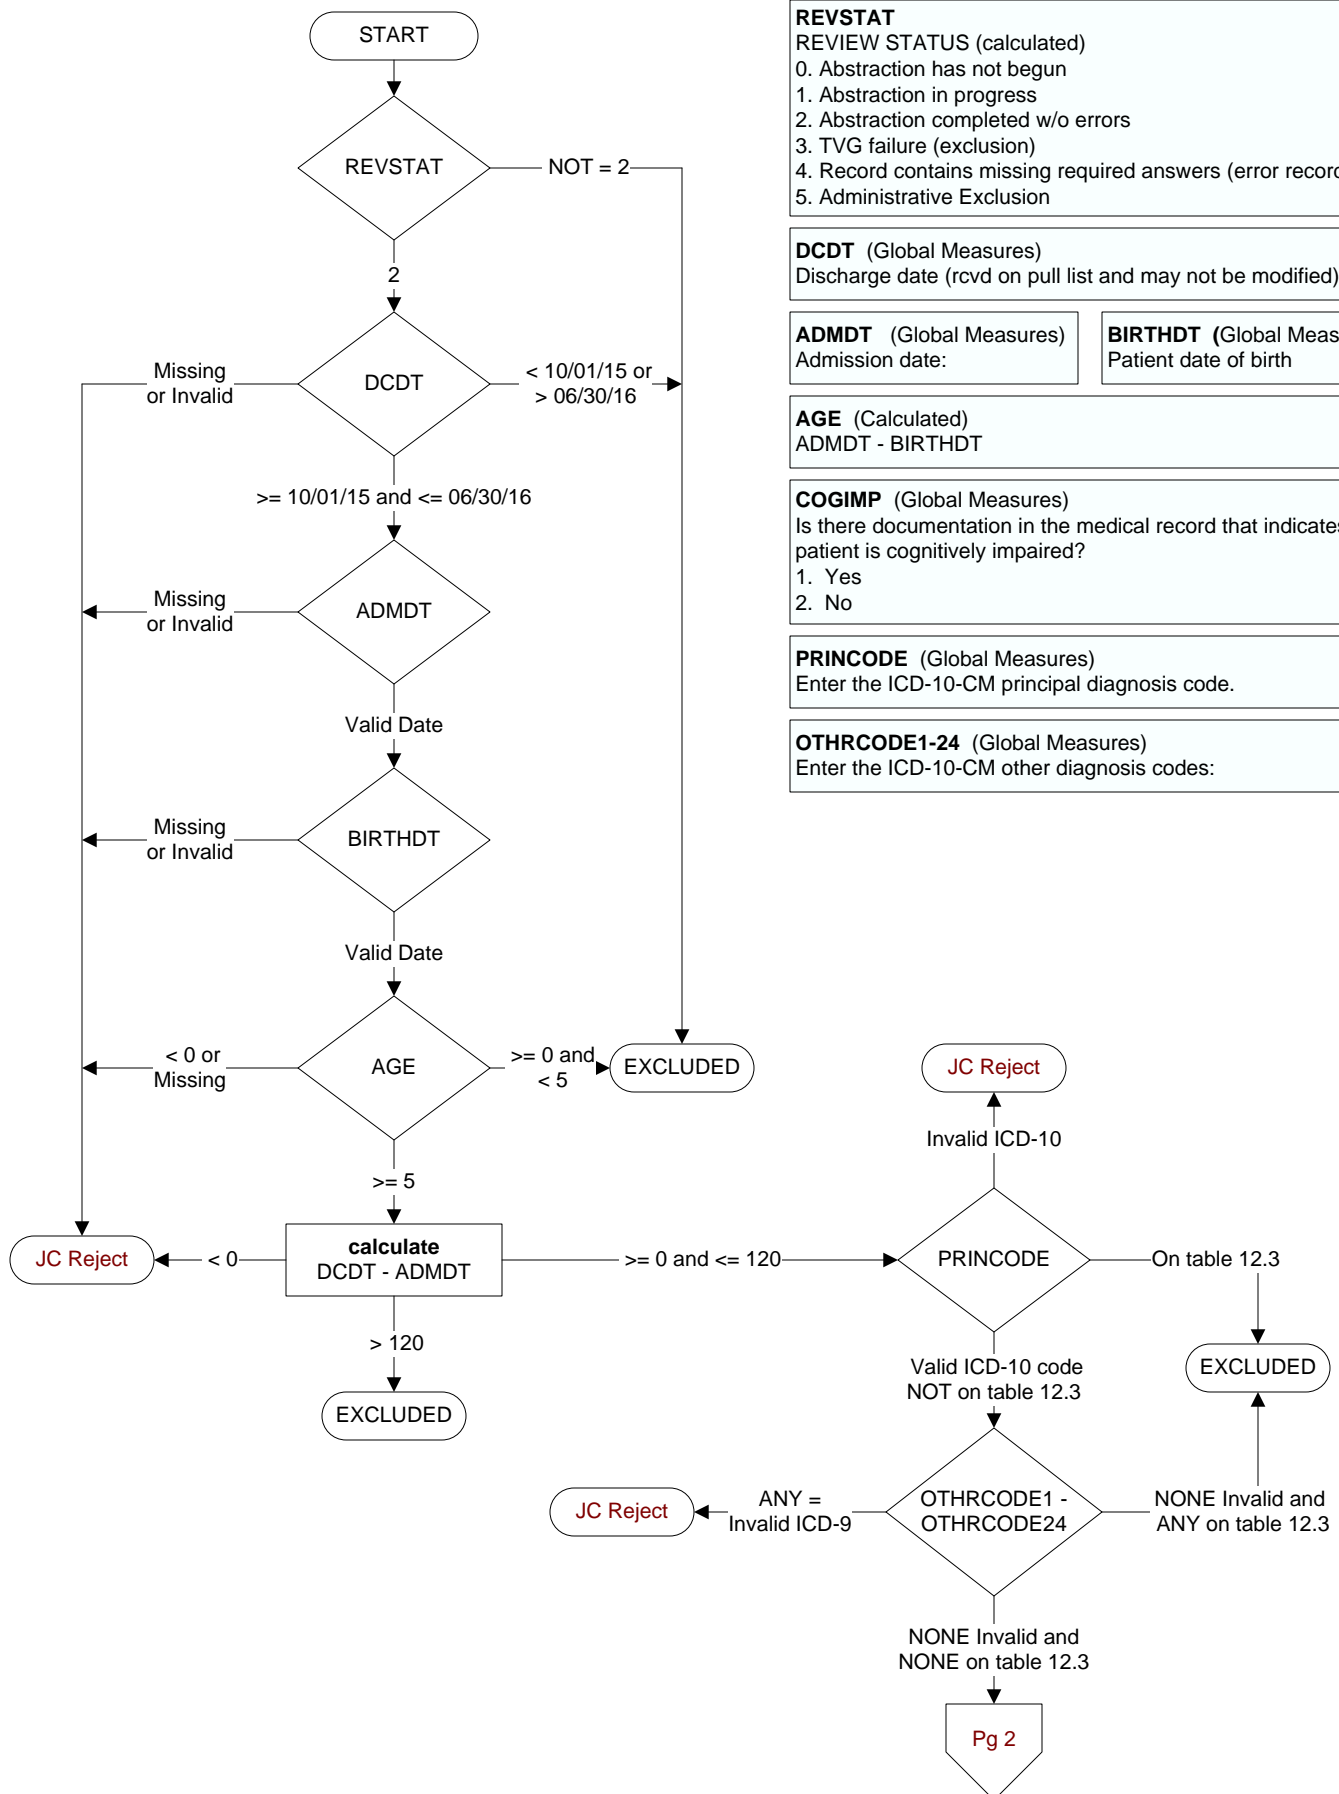 START
REVSTAT
NOT = 2
2
DCDT
Missing
or Invalid
< 10/01/15 or
> 06/30/16
>= 10/01/15 and <= 06/30/16
ADMDT
Missing
or Invalid
Valid Date
BIRTHDT
Missing
or Invalid
Valid Date
AGE
< 0 or
Missing
>= 0 and
< 5
EXCLUDED
>= 5
calculate
DCDT - ADMDT
< 0
JC Reject
>= 0 and <= 120
> 120
EXCLUDED
JC Reject
Invalid ICD-10
PRINCODE
On table 12.3
EXCLUDED
Valid ICD-10 code
NOT on table 12.3
OTHRCODE1 -
OTHRCODE24
ANY =
Invalid ICD-9
JC Reject
NONE Invalid and
ANY on table 12.3
NONE Invalid and
NONE on table 12.3
Pg 2
REVSTAT
REVIEW STATUS (calculated)
0. Abstraction has not begun
1. Abstraction in progress
2. Abstraction completed w/o errors
3. TVG failure (exclusion)
4. Record contains missing required answers (error record
5. Administrative Exclusion
DCDT (Global Measures)
Discharge date (rcvd on pull list and may not be modified)
ADMDT (Global Measures)
Admission date:
BIRTHDT (Global Meas
Patient date of birth
AGE (Calculated)
ADMDT - BIRTHDT
COGIMP (Global Measures)
Is there documentation in the medical record that indicates
patient is cognitively impaired?
1. Yes
2. No
PRINCODE (Global Measures)
Enter the ICD-10-CM principal diagnosis code.
OTHRCODE1-24 (Global Measures)
Enter the ICD-10-CM other diagnosis codes: